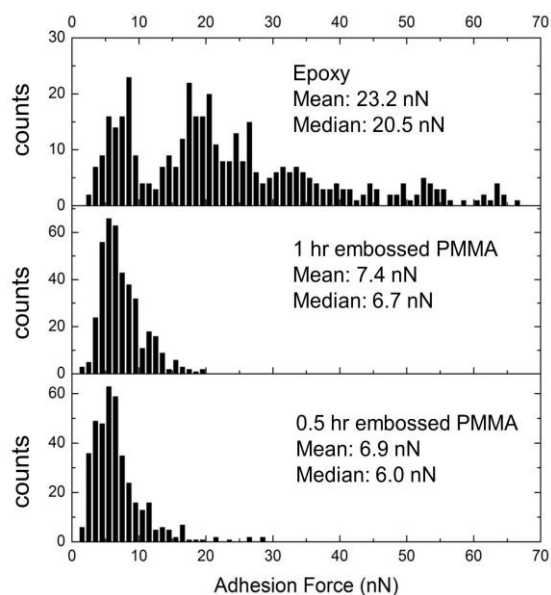 0 10 20 30 40 50 60 70
30
20
10
0
counts
Epoxy
Mean: 23.2 nN
Median: 20.5 nN
60
40
20
0
counts
1 hr embossed PMMA
Mean: 7.4 nN
Median: 6.7 nN
60
40
20
0
counts
0.5 hr embossed PMMA
Mean: 6.9 nN
Median: 6.0 nN
0 10 20 30 40 50 60 70
Adhesion Force (nN)